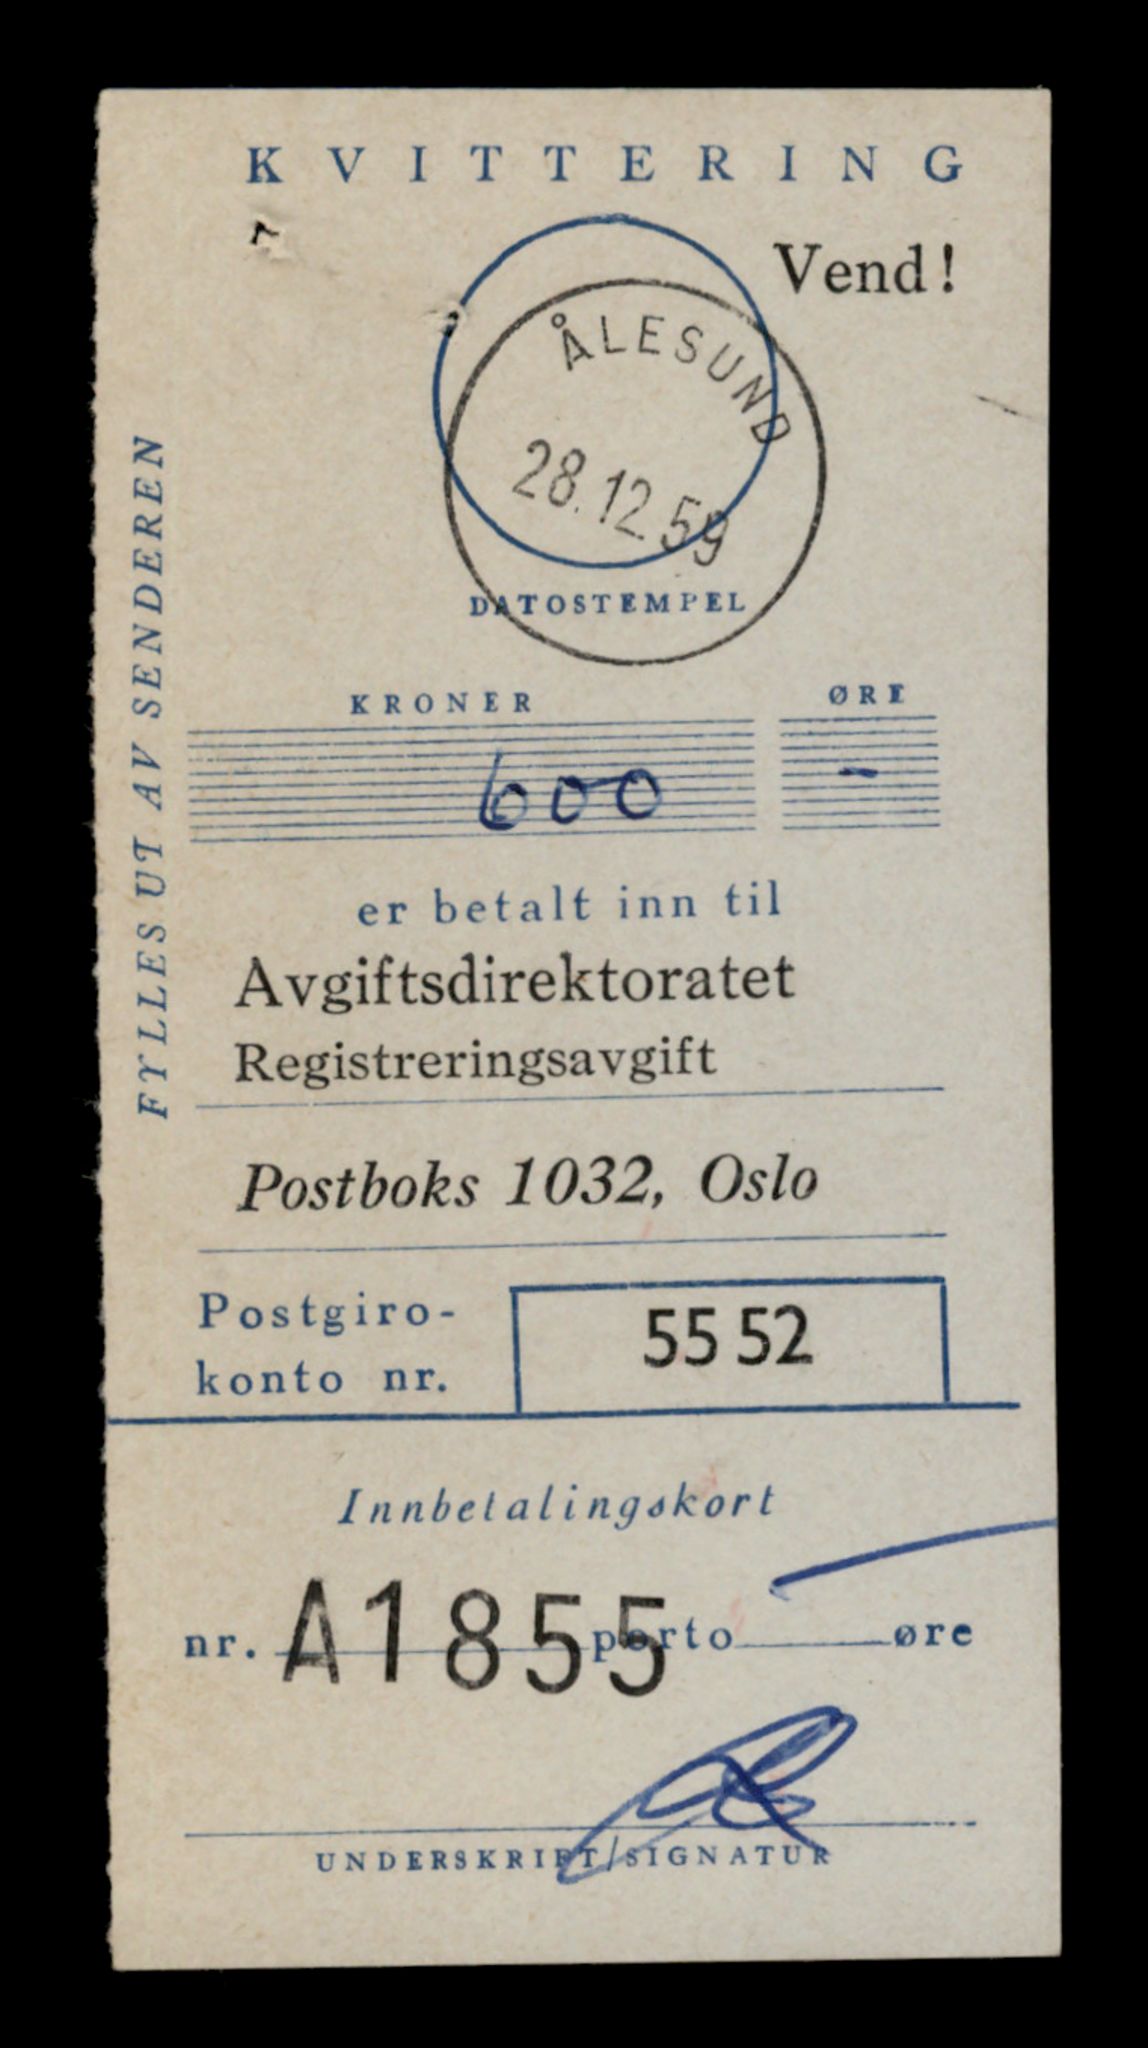 KVITTERING
Vend!
ÅLESUND
28.12.59
DATOSTEMPEL
FYLLES UT AV SENDEREN
KRONER ØRE
600 -
er betalt inn til
Avgiftsdirektoratet
Registreringsavgift
Postboks 1032, Oslo
Postgiro-
konto nr.
55 52
Innbetalingskort
nr. A1855 porto øre
UNDERSKRIFT/SIGNATUR